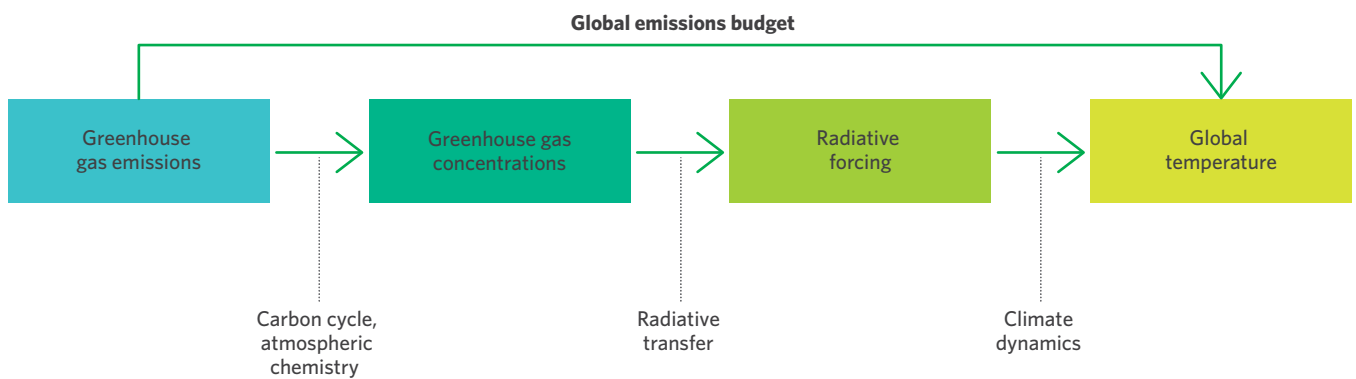 Global emissions budget
Greenhouse
gas emissions
Greenhouse gas
concentrations
Radiative
forcing
Global
temperature
Carbon cycle,
atmospheric
chemistry
Radiative
transfer
Climate
dynamics